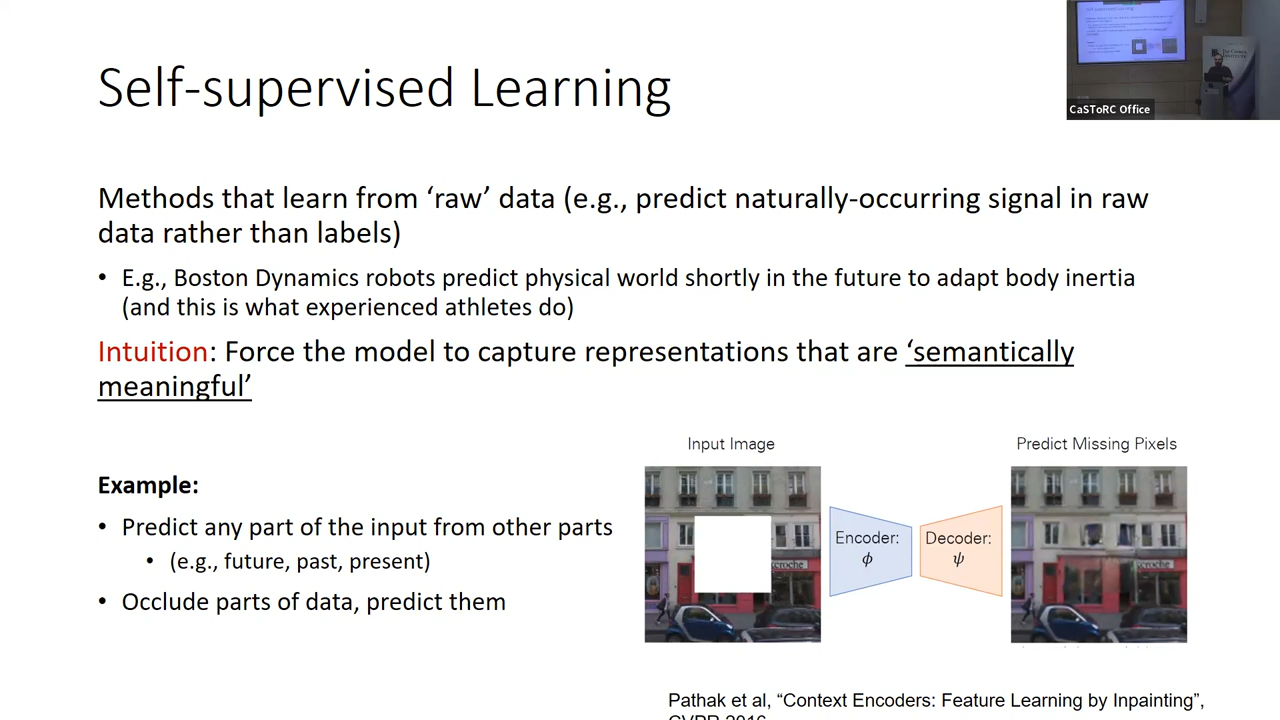 Self-supervised Learning
CaSToRC Office
Methods that learn from ‘raw’ data (e.g., predict naturally-occurring signal in raw
data rather than labels)
• E.g., Boston Dynamics robots predict physical world shortly in the future to adapt body inertia
(and this is what experienced athletes do)
Intuition: Force the model to capture representations that are ‘semantically
meaningful’
Example:
• Predict any part of the input from other parts
• (e.g., future, past, present)
• Occlude parts of data, predict them
Input Image
Predict Missing Pixels
Encoder:
ϕ
Decoder:
ψ
Pathak et al, “Context Encoders: Feature Learning by Inpainting”,
CVPR 2016